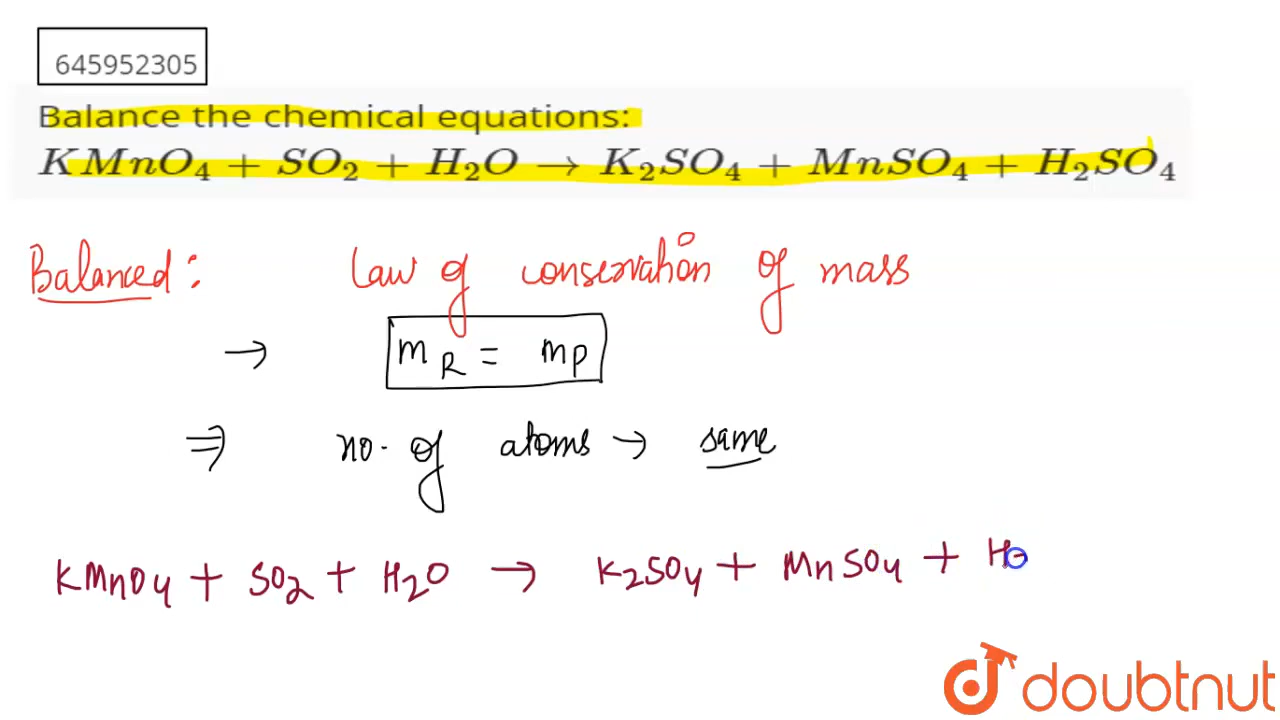 645952305
Balance the chemical equations:
KMnO₄ + SO₂ + H₂O → K₂SO₄ + MnSO₄ + H₂SO₄
Balanced: Law of conservation of mass
→ mR = mP
⇒ no. of atoms → same
KMnO₄ + SO₂ + H₂O → K₂SO₄ + MnSO₄ + H
doubtnut